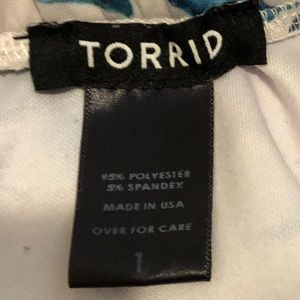 TORRID
95% POLYESTER
5% SPANDEX
MADE IN USA
OVER FOR CARE
1